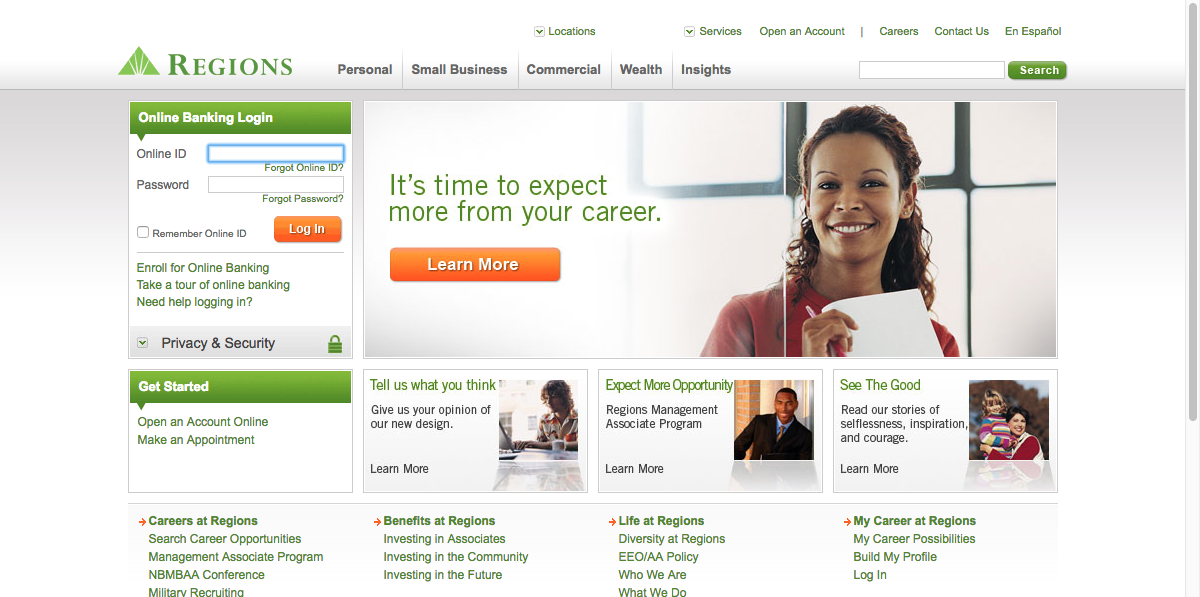 Locations
Services
Open an Account
|
Careers
Contact Us
En Español
REGIONS
Personal
Small Business
Commercial
Wealth
Insights
Search
Online Banking Login
Online ID
Forgot Online ID?
Password
Forgot Password?
Remember Online ID
Log In
Enroll for Online Banking
Take a tour of online banking
Need help logging in?
Privacy & Security
It's time to expect
more from your career.
Learn More
Get Started
Open an Account Online
Make an Appointment
Tell us what you think
Give us your opinion of
our new design.
Learn More
Expect More Opportunity
Regions Management
Associate Program
Learn More
See The Good
Read our stories of
selflessness, inspiration,
and courage.
Learn More
Careers at Regions
Search Career Opportunities
Management Associate Program
NBMBAA Conference
Military Recruiting
Benefits at Regions
Investing in Associates
Investing in the Community
Investing in the Future
Life at Regions
Diversity at Regions
EEO/AA Policy
Who We Are
What We Do
My Career at Regions
My Career Possibilities
Build My Profile
Log In